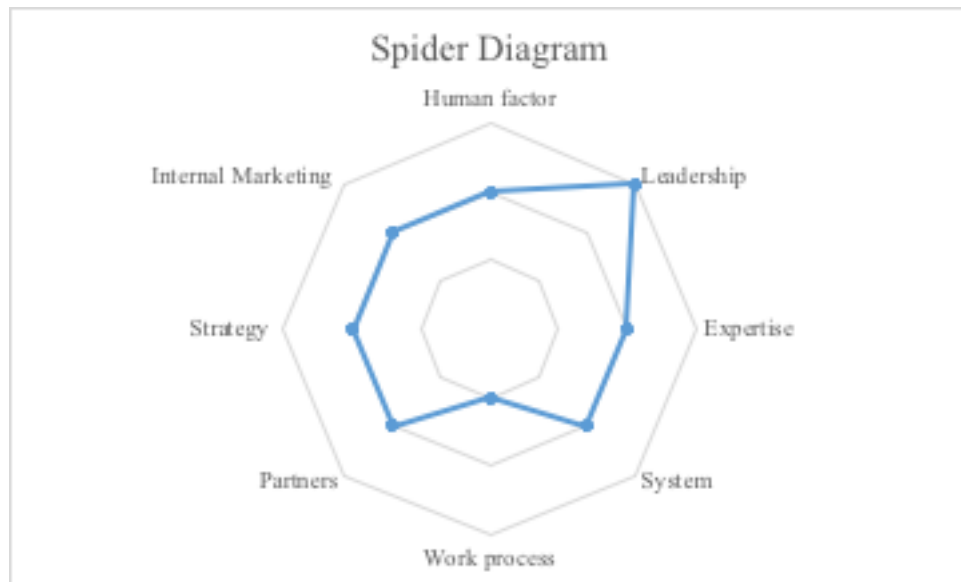 Spider Diagram
Human factor
Internal Marketing
Leadership
Strategy
Expertise
Partners
System
Work process